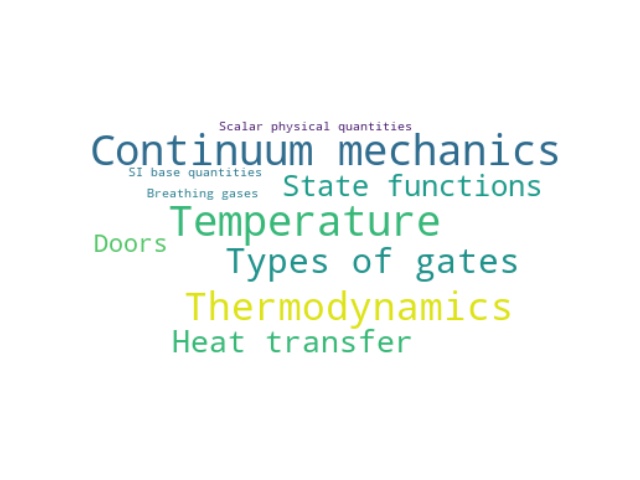 Scalar physical quantities
Continuum mechanics
SI base quantities
State functions
Breathing gases
Temperature
Doors
Types of gates
Thermodynamics
Heat transfer